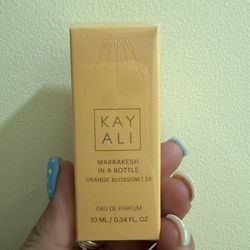 KAY
ALI
MARRAKESH
IN A BOTTLE
ORANGE BLOSSOM | 24
EAU DE PARFUM
10 ML / 0.34 FL. OZ